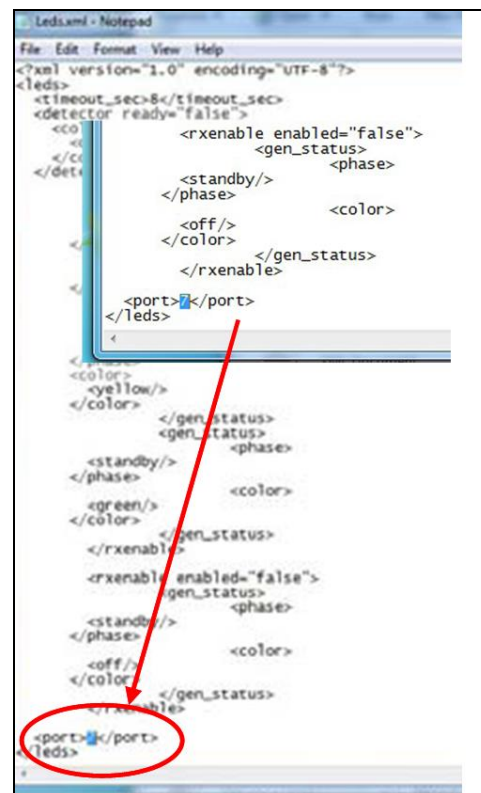 Leds.xml - Notepad
File Edit Format View Help
<?xml version="1.0" encoding="UTF-8"?>
<leds>
<timeout_sec>8</timeout_sec>
<detector ready="false">
<rxenable enabled="false">
<gen_status>
<phase>
<standby/>
</phase>
<color>
<off/>
</color>
</gen_status>
</rxenable>
<port>7</port>
</leds>
</phase>
<color>
<yellow/>
</color>
</gen_status>
<gen_status>
<phase>
<standby/>
</phase>
<color>
<green/>
</color>
</gen_status>
</rxenable>
<rxenable enabled="false">
<gen_status>
<phase>
<standby/>
</phase>
<color>
<off/>
</color>
</gen_status>
</rxenable>
<port>7</port>
</leds>